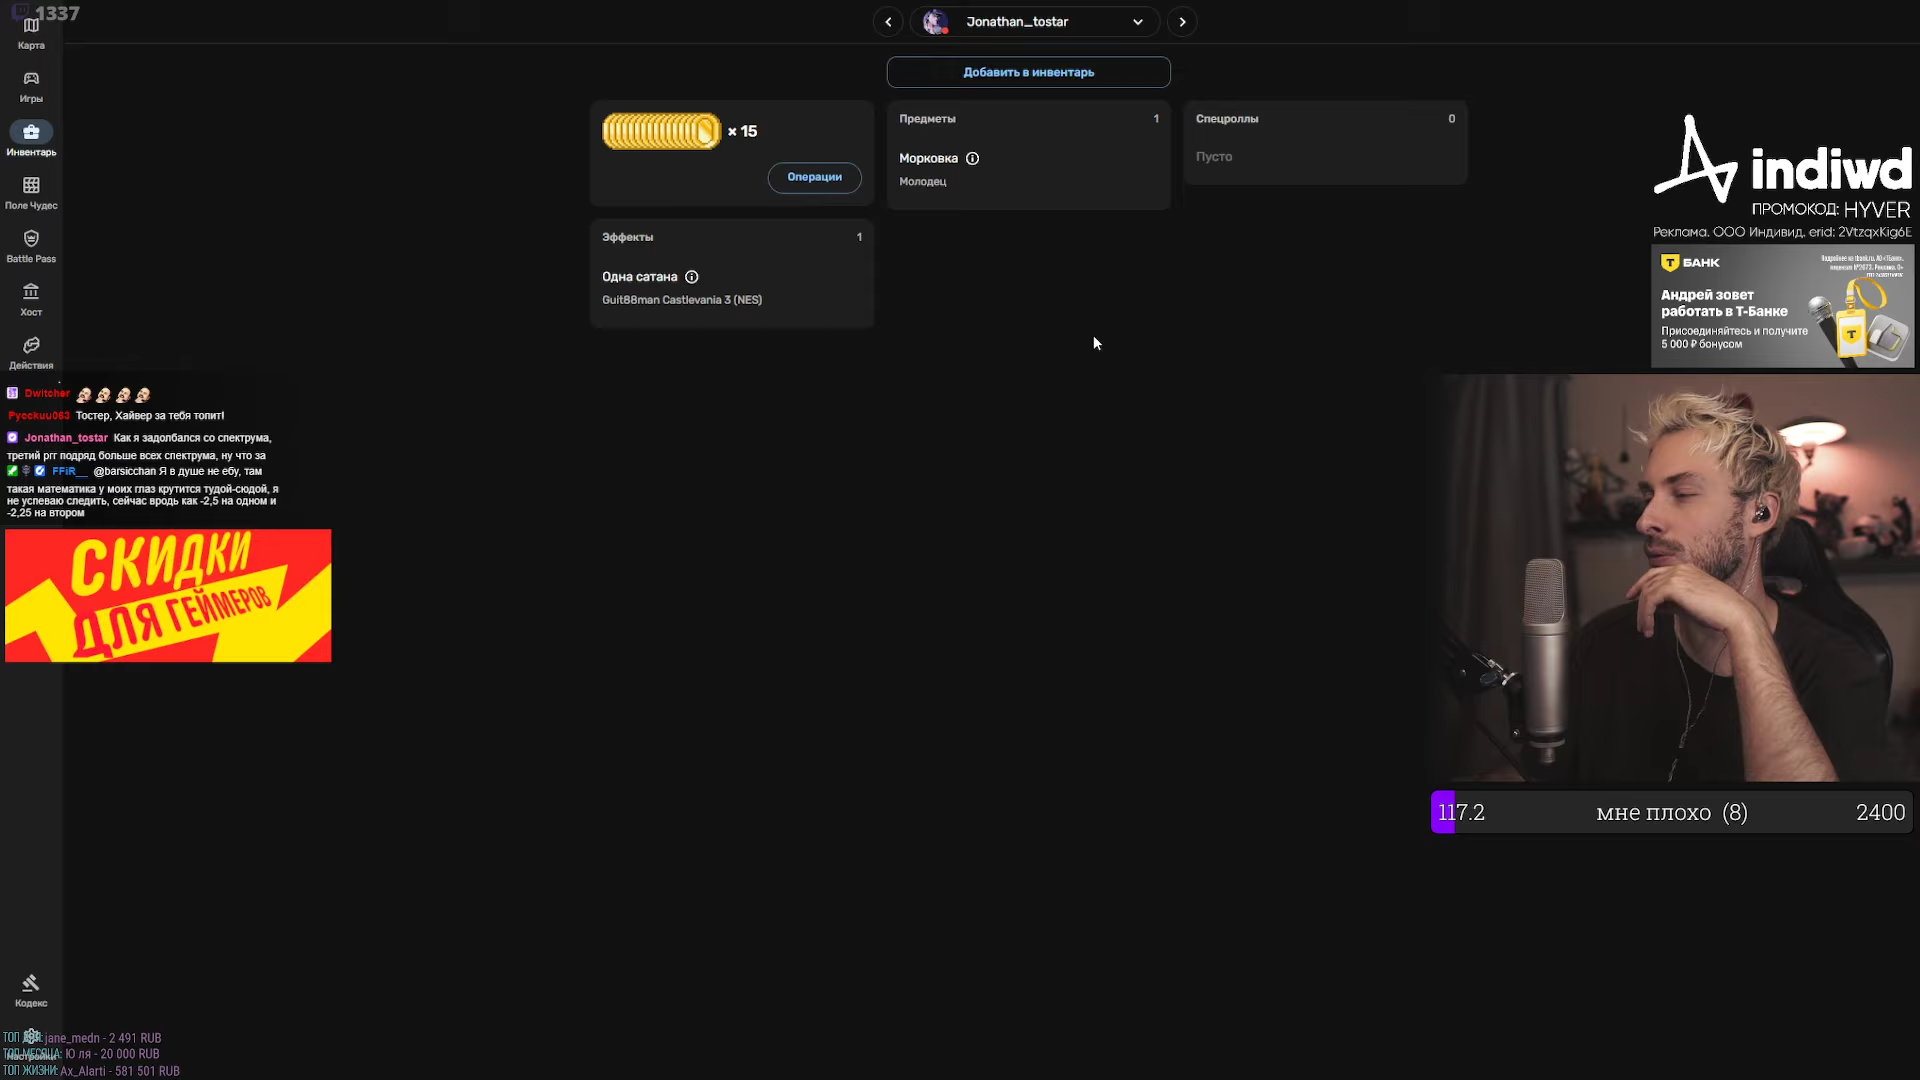 1337
Карта
Игры
Инвентарь
Поле Чудес
Battle Pass
Хост
Действия
Jonathan_tostar
Добавить в инвентарь
× 15
Операции
Эффекты 1
Одна сатана
Guit88man Castlevania 3 (NES)
Предметы 1
Морковка
Молодец
Спецроллы 0
Пусто
indiwd
ПРОМОКОД: HYVER
Реклама. ООО Индивид. erid: 2VtzqxKig6E
Т БАНК
Андрей зовет
работать в Т-Банке
Присоединяйтесь и получите
5 000 ₽ бонусом
Dwitcher
Pycckuu063 Тостер, Хайвер за тебя топит!
Jonathan_tostar Как я задолбался со спектрума,
третий ргг подряд больше всех спектрума, ну что за
FFiR__ @barsicchan Я в душе не ебу, там
такая математика у моих глаз крутится тудой-сюдой, я
не успеваю следить, сейчас вродь как -2,5 на одном и
-2,25 на втором
СКИДКИ
ДЛЯ ГЕЙМЕРОВ
117.2 мне плохо (8) 2400
Кодекс
Настройки
ТОП ДНЯ: jane_medn - 2 491 RUB
ТОП МЕСЯЦА: Ю ля - 20 000 RUB
ТОП ЖИЗНИ: Ax_Alarti - 581 501 RUB